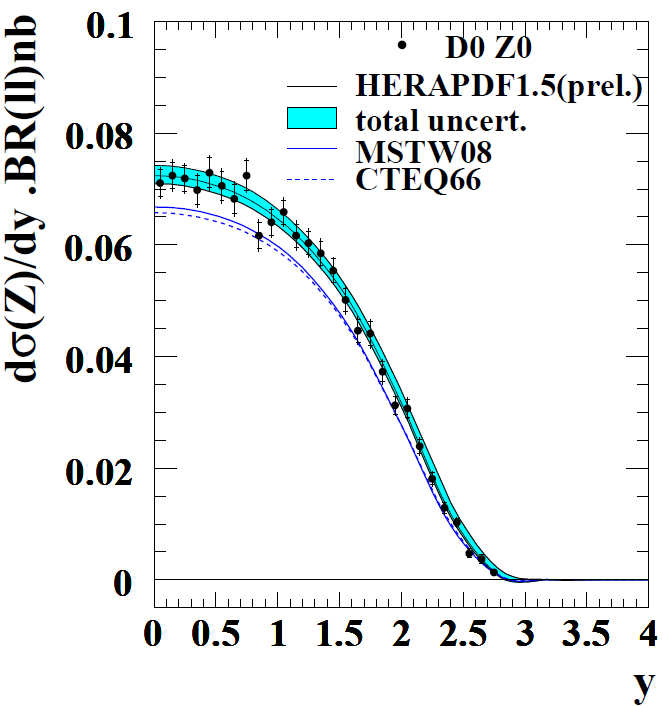 dσ(Z)/dy .BR(ll)nb
0.1
0.08
0.06
0.04
0.02
0
D0 Z0
HERAPDF1.5(prel.)
total uncert.
MSTW08
CTEQ66
0 0.5 1 1.5 2 2.5 3 3.5 4
y